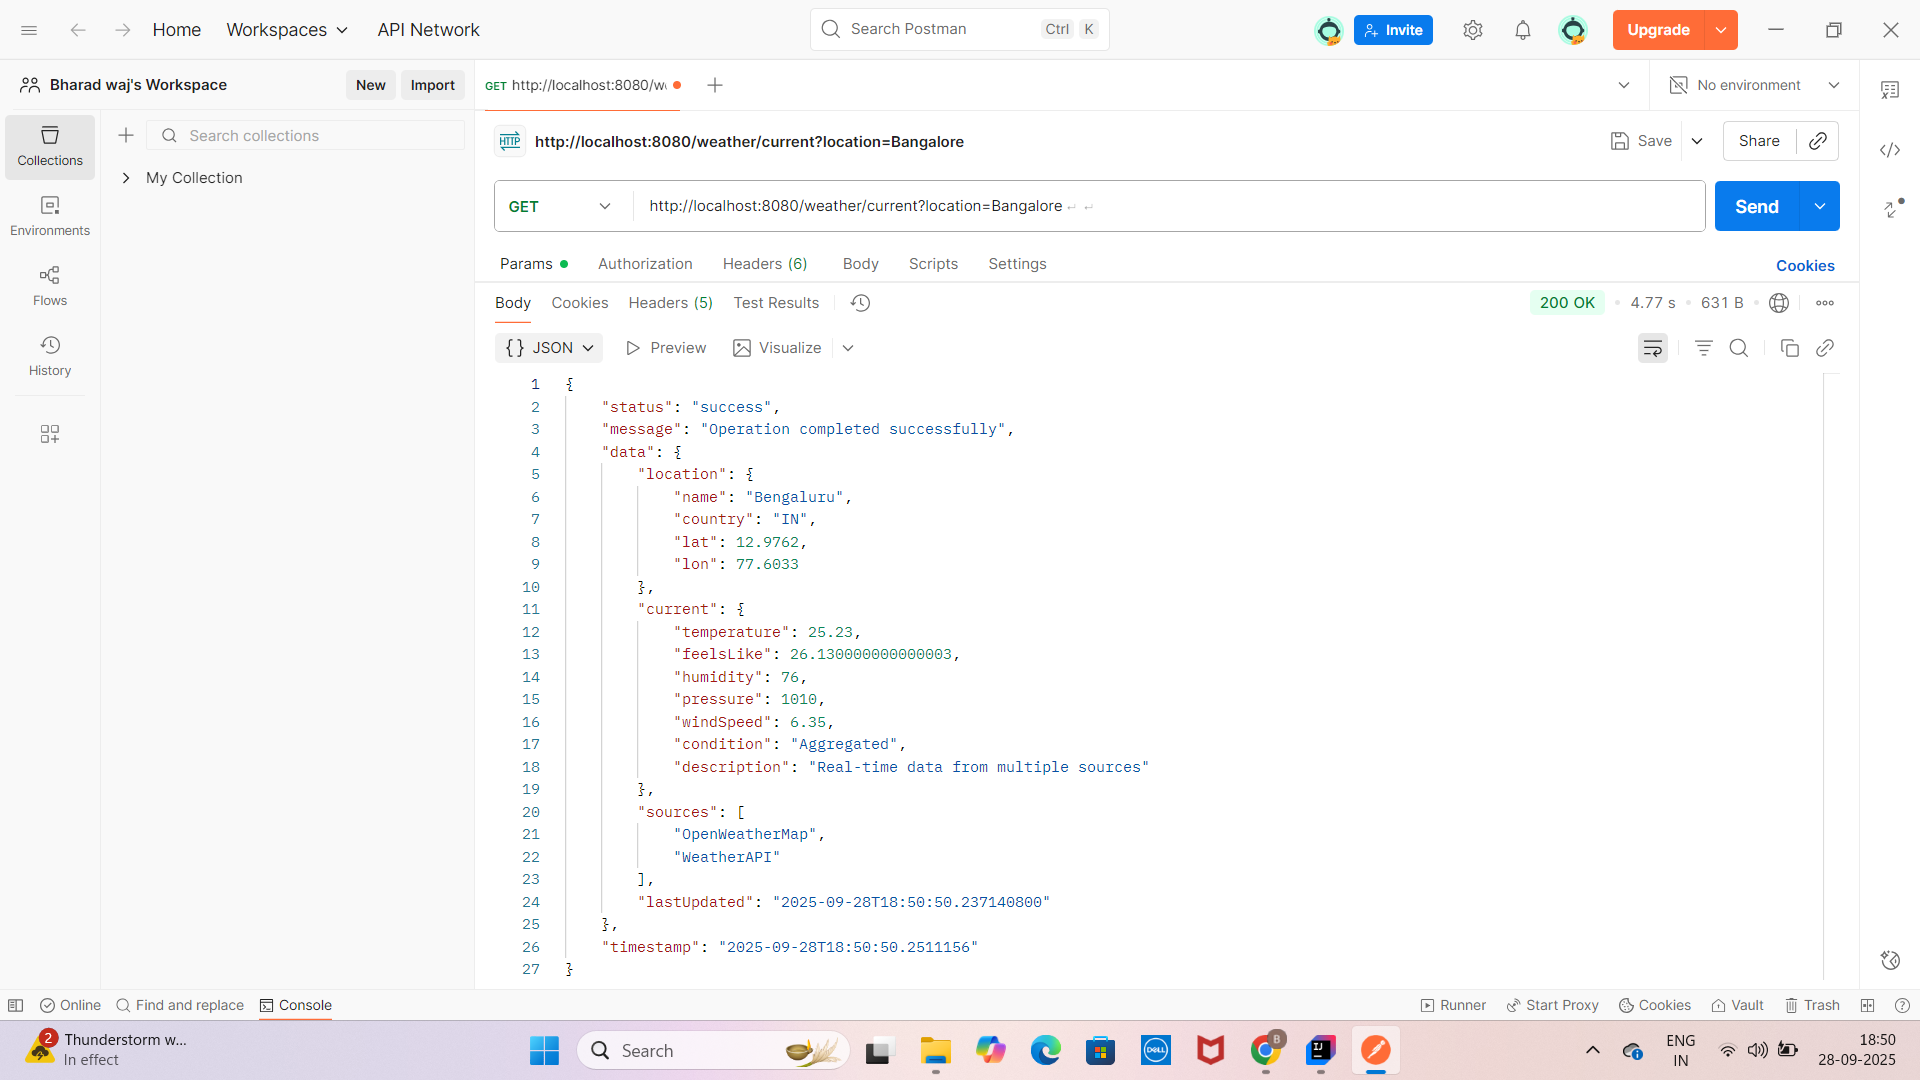 Home
Workspaces
API Network
Search Postman
Ctrl K
Invite
Upgrade
Bharad waj's Workspace
New
Import
GET http://localhost:8080/w
No environment
Collections
Search collections
My Collection
Environments
Flows
History
HTTP http://localhost:8080/weather/current?location=Bangalore
Save
Share
GET
http://localhost:8080/weather/current?location=Bangalore
Send
Params
Authorization
Headers (6)
Body
Scripts
Settings
Cookies
Body
Cookies
Headers (5)
Test Results
200 OK
4.77 s
631 B
{} JSON
Preview
Visualize
1 {
2 "status": "success",
3 "message": "Operation completed successfully",
4 "data": {
5 "location": {
6 "name": "Bengaluru",
7 "country": "IN",
8 "lat": 12.9762,
9 "lon": 77.6033
10 },
11 "current": {
12 "temperature": 25.23,
13 "feelsLike": 26.130000000000003,
14 "humidity": 76,
15 "pressure": 1010,
16 "windSpeed": 6.35,
17 "condition": "Aggregated",
18 "description": "Real-time data from multiple sources"
19 },
20 "sources": [
21 "OpenWeatherMap",
22 "WeatherAPI"
23 ],
24 "lastUpdated": "2025-09-28T18:50:50.237140800"
25 },
26 "timestamp": "2025-09-28T18:50:50.2511156"
27 }
Online
Find and replace
Console
Runner
Start Proxy
Cookies
Vault
Trash
2
Thunderstorm w...
In effect
Search
DELL
B
IJ
ENG
IN
18:50
28-09-2025